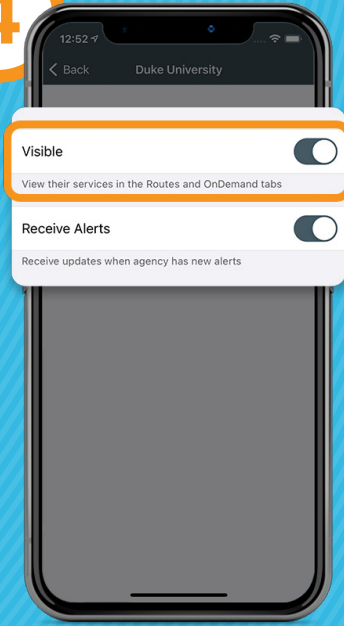 4
12:52
Back
Duke University
Visible
View their services in the Routes and OnDemand tabs
Receive Alerts
Receive updates when agency has new alerts